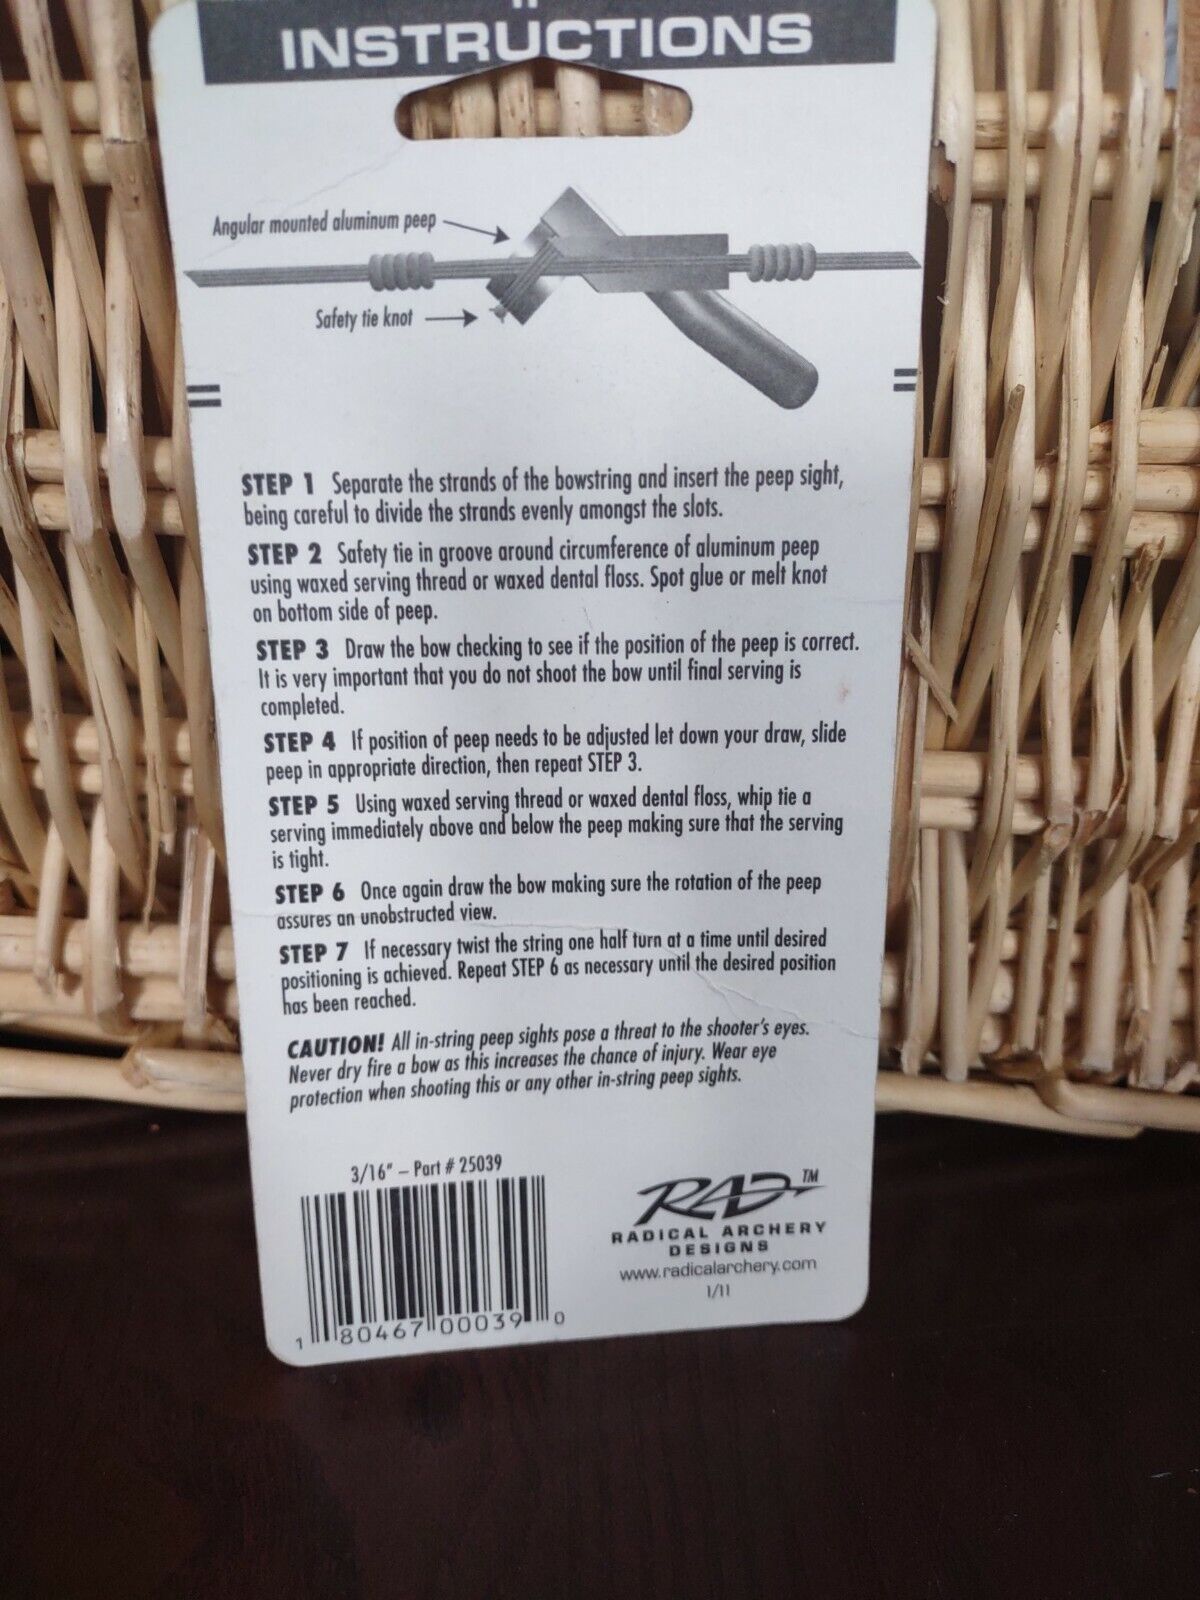 INSTRUCTIONS
Angular mounted aluminum peep
Safety tie knot
STEP 1 Separate the strands of the bowstring and insert the peep sight,
being careful to divide the strands evenly amongst the slots.
STEP 2 Safety tie in groove around circumference of aluminum peep
using waxed serving thread or waxed dental floss. Spot glue or melt knot
on bottom side of peep.
STEP 3 Draw the bow checking to see if the position of the peep is correct.
It is very important that you do not shoot the bow until final serving is
completed.
STEP 4 If position of peep needs to be adjusted let down your draw, slide
peep in appropriate direction, then repeat STEP 3.
STEP 5 Using waxed serving thread or waxed dental floss, whip tie a
serving immediately above and below the peep making sure that the serving
is tight.
STEP 6 Once again draw the bow making sure the rotation of the peep
assures an unobstructed view.
STEP 7 If necessary twist the string one half turn at a time until desired
positioning is achieved. Repeat STEP 6 as necessary until the desired position
has been reached.
CAUTION! All in-string peep sights pose a threat to the shooter's eyes.
Never dry fire a bow as this increases the chance of injury. Wear eye
protection when shooting this or any other in-string peep sights.
3/16" – Part # 25039
1 80467 00039 0
RAD™
RADICAL ARCHERY
DESIGNS
www.radicalarchery.com
1/11